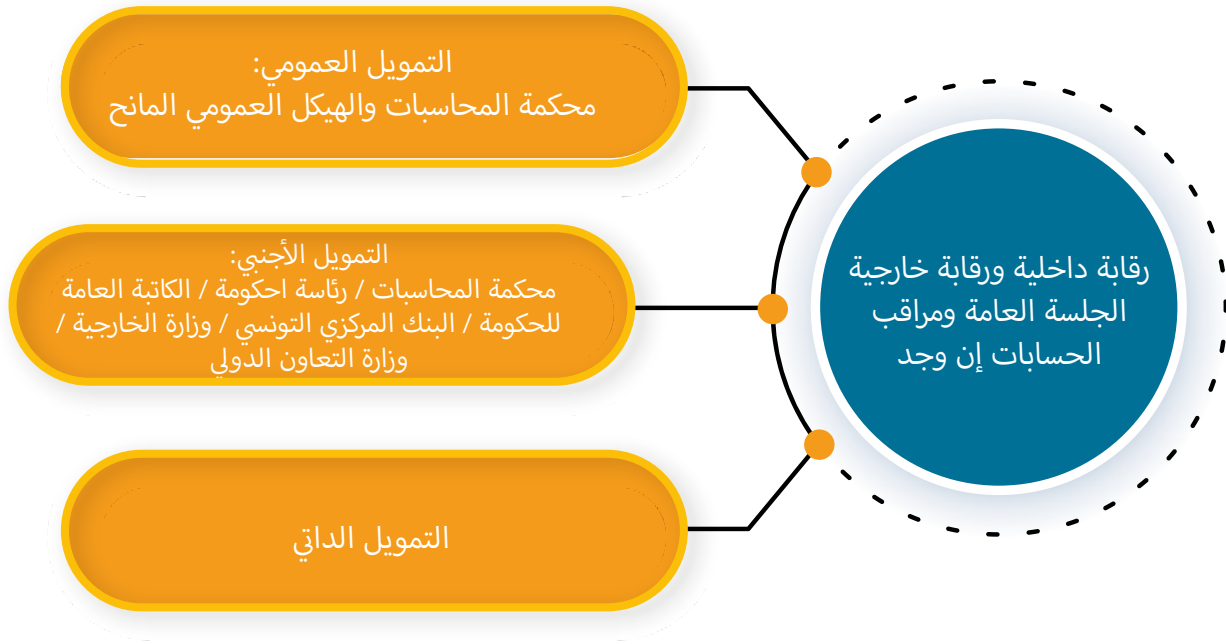 التمويل العمومي:
محكمة المحاسبات والهيكل العمومي المانح
رقابة داخلية ورقابة خارجية
الجلسة العامة ومراقب
الحسابات إن وجد
التمويل الأجنبي:
محكمة المحاسبات / رئاسة احكومة / الكاتبة العامة
للحكومة / البنك المركزي التونسي / وزارة الخارجية /
وزارة التعاون الدولي
التمويل الداتي